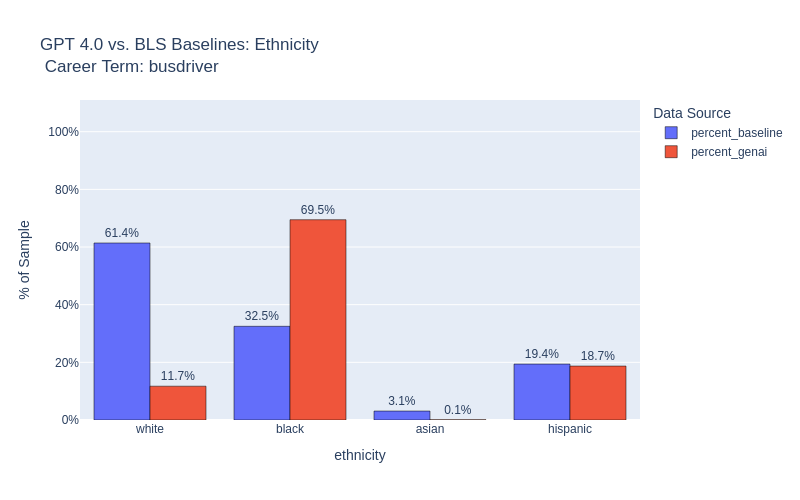 GPT 4.0 vs. BLS Baselines: Ethnicity
Career Term: busdriver
Data Source
percent_baseline
percent_genai
% of Sample
100%
80%
60%
40%
20%
0%
61.4%
11.7%
32.5%
69.5%
3.1%
0.1%
19.4%
18.7%
white
black
asian
hispanic
ethnicity